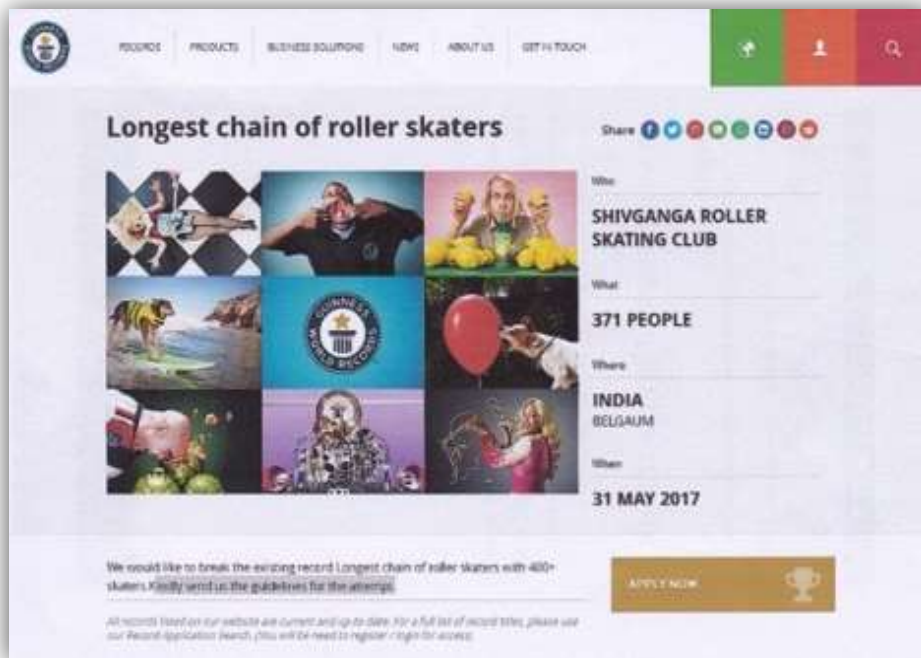 RECORDS PRODUCTS BUSINESS SOLUTIONS NEWS ABOUT US GET IN TOUCH
Longest chain of roller skaters
Share
Who
SHIVGANGA ROLLER
SKATING CLUB
What
371 PEOPLE
Where
INDIA
BELGAUM
When
31 MAY 2017
GUINNESS
WORLD RECORDS
We would like to break the existing record Longest chain of roller skaters with 400+
skaters.Kindly send us the guidelines for the attempt.
APPLY NOW
All records listed on our website are current and up-to-date. For a full list of record titles, please use
our Record Application Search. (You will be need to register / login for access)